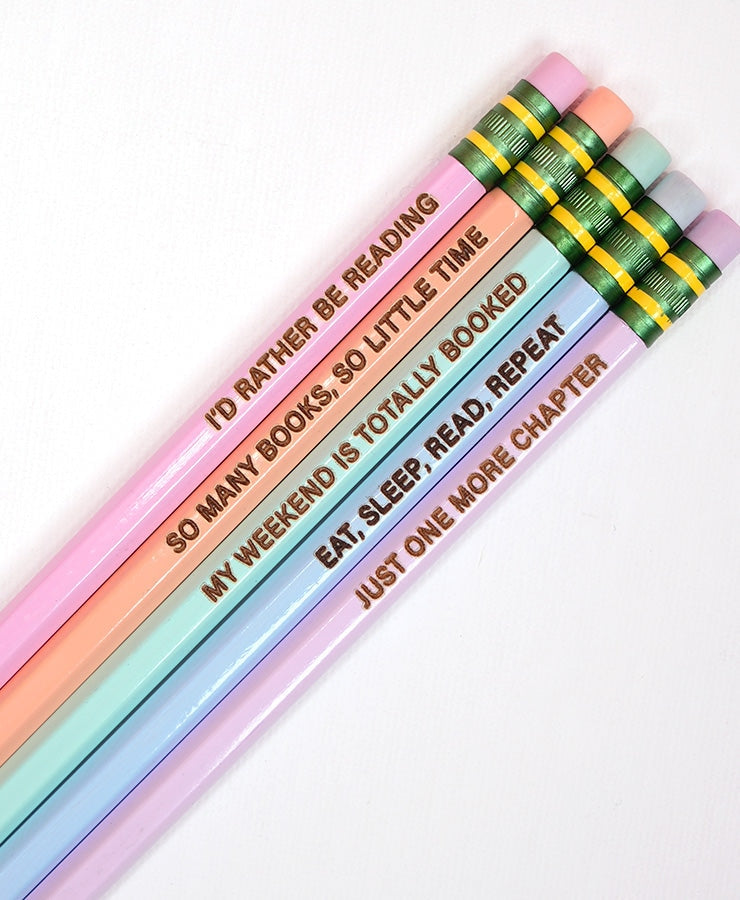 I'D RATHER BE READING
SO MANY BOOKS, SO LITTLE TIME
MY WEEKEND IS TOTALLY BOOKED
EAT, SLEEP, READ, REPEAT
JUST ONE MORE CHAPTER